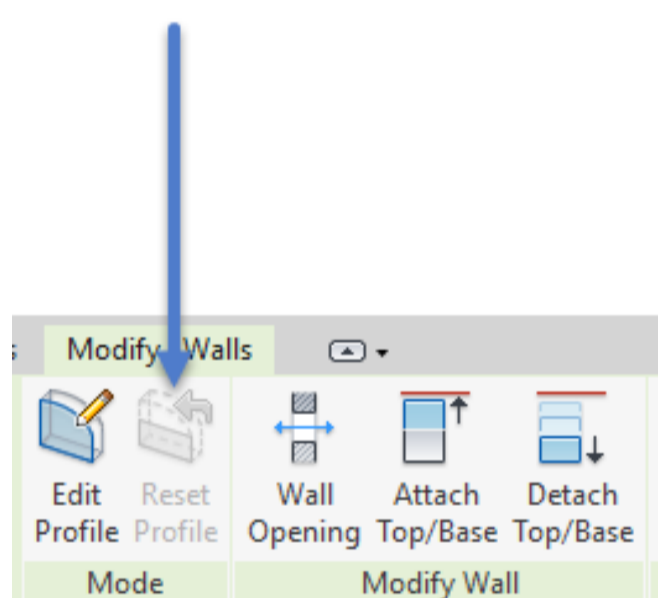 Modify Walls
Edit Profile
Reset Profile
Wall Opening
Attach Top/Base
Detach Top/Base
Mode
Modify Wall